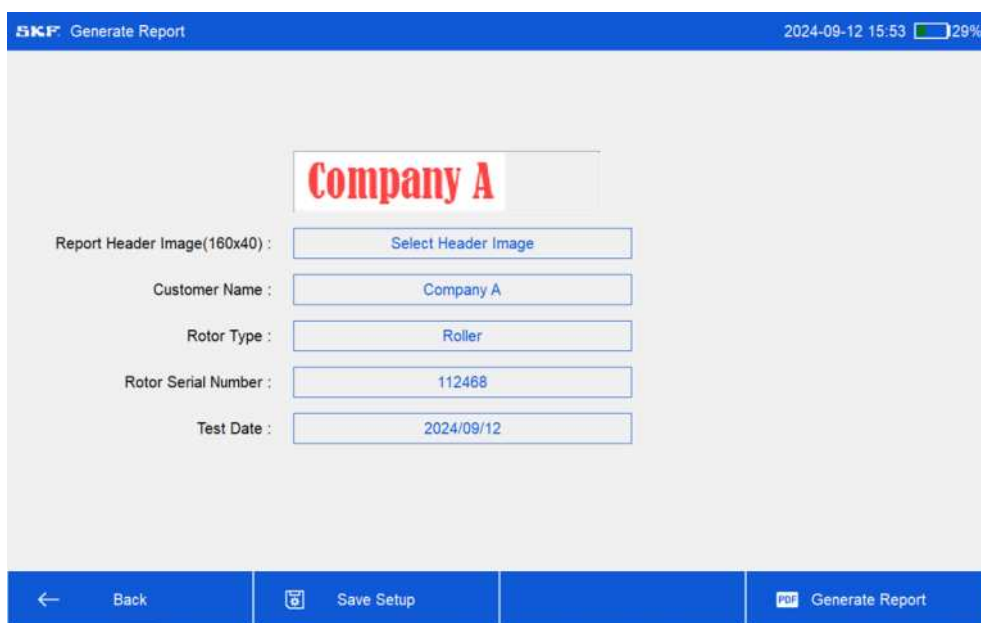 SKF Generate Report 2024-09-12 15:53 29%
Company A
Report Header Image(160x40) : Select Header Image
Customer Name : Company A
Rotor Type : Roller
Rotor Serial Number : 112468
Test Date : 2024/09/12
Back Save Setup PDF Generate Report